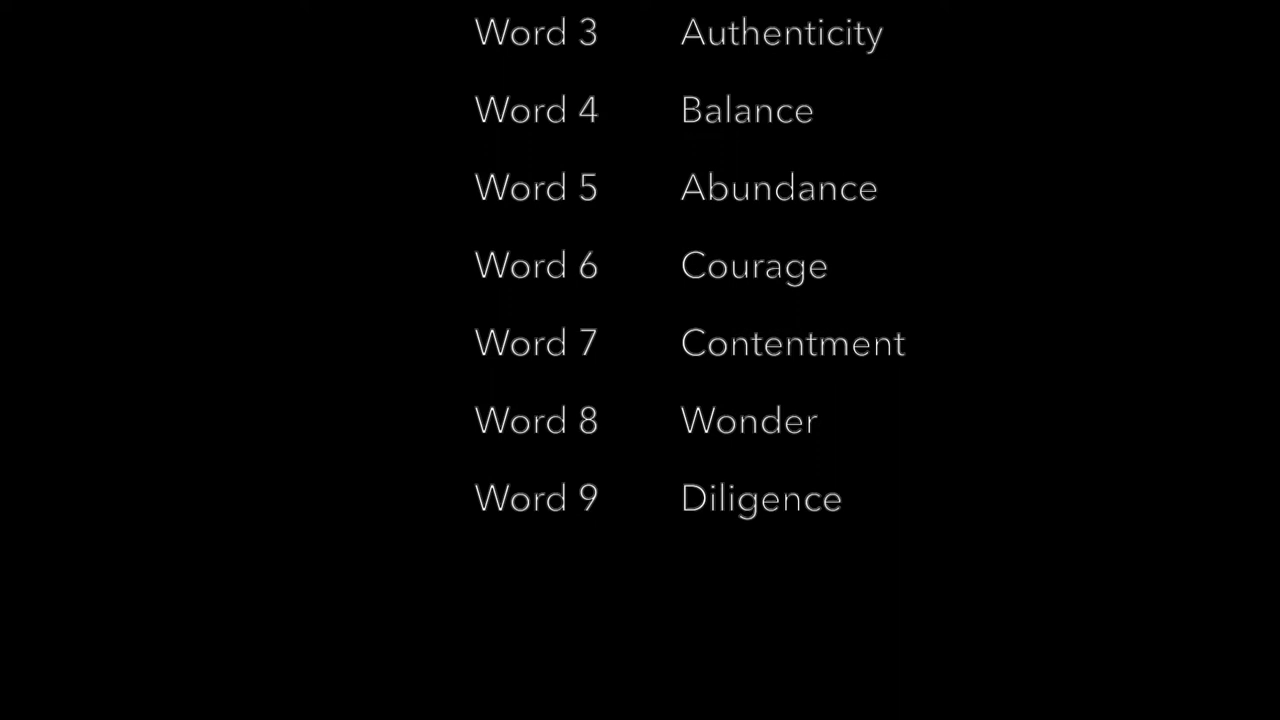 Word 3 Authenticity
Word 4 Balance
Word 5 Abundance
Word 6 Courage
Word 7 Contentment
Word 8 Wonder
Word 9 Diligence